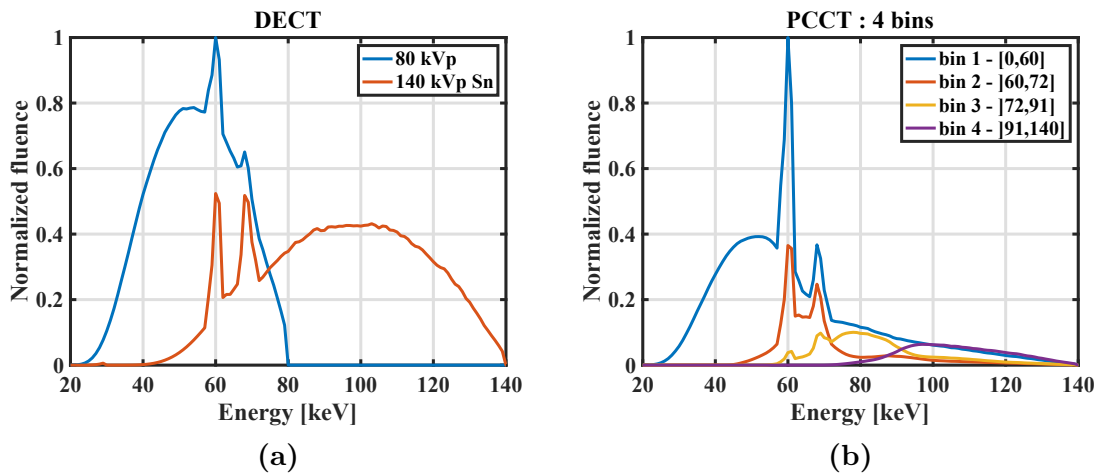 DECT
80 kVp
140 kVp Sn
Normalized fluence
1
0.8
0.6
0.4
0.2
0
20 40 60 80 100 120 140
Energy [keV]
(a)
PCCT : 4 bins
bin 1 - ]0,60]
bin 2 - ]60,72]
bin 3 - ]72,91]
bin 4 - ]91,140]
Normalized fluence
1
0.8
0.6
0.4
0.2
0
20 40 60 80 100 120 140
Energy [keV]
(b)